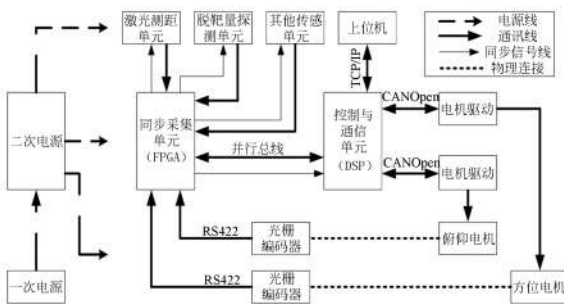 激光测距
单元
脱靶量探
测单元
其他传感
单元
上位机
电源线
通讯线
同步信号线
物理连接
TCP/IP
二次电源
同步采集
单元
(FPGA)
并行总线
控制与
通信
单元
(DSP)
CANOpen
电机驱动
CANOpen
电机驱动
RS422
光栅
编码器
俯仰电机
一次电源
RS422
光栅
编码器
方位电机